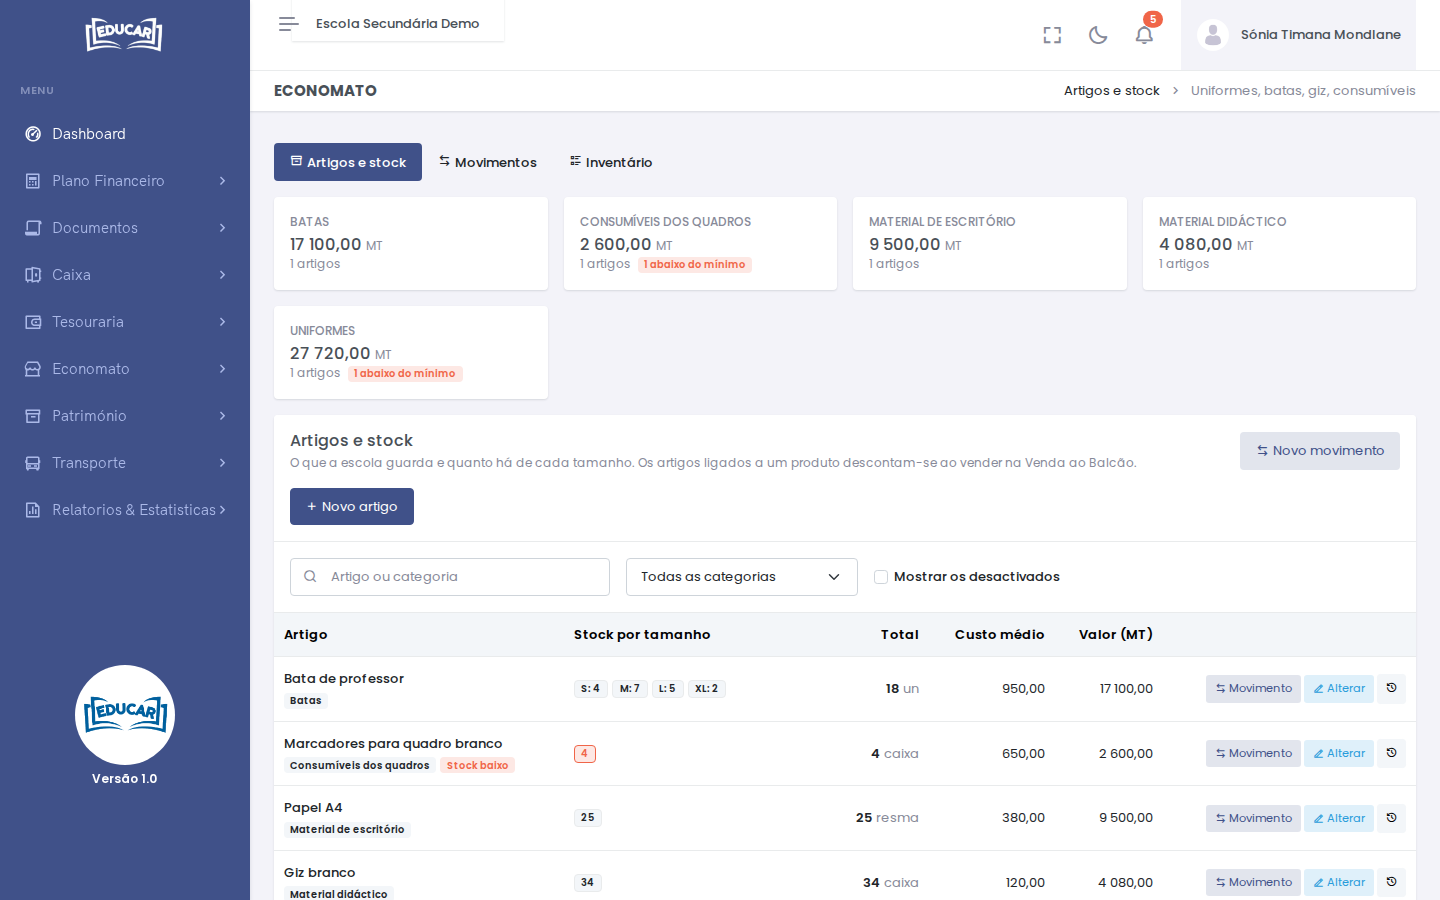 EDUCAR
Escola Secundária Demo
5
Sónia Timana Mondlane
MENU
Dashboard
Plano Financeiro
Documentos
Caixa
Tesouraria
Economato
Património
Transporte
Relatorios & Estatisticas
EDUCAR
Versão 1.0
ECONOMATO
Artigos e stock > Uniformes, batas, giz, consumíveis
Artigos e stock Movimentos Inventário
BATAS
17 100,00 MT
1 artigos
CONSUMÍVEIS DOS QUADROS
2 600,00 MT
1 artigos 1 abaixo do mínimo
MATERIAL DE ESCRITÓRIO
9 500,00 MT
1 artigos
MATERIAL DIDÁCTICO
4 080,00 MT
1 artigos
UNIFORMES
27 720,00 MT
1 artigos 1 abaixo do mínimo
Artigos e stock
O que a escola guarda e quanto há de cada tamanho. Os artigos ligados a um produto descontam-se ao vender na Venda ao Balcão.
Novo movimento
+ Novo artigo
Artigo ou categoria Todas as categorias Mostrar os desactivados
Artigo Stock por tamanho Total Custo médio Valor (MT)
Bata de professor
Batas
S: 4 M: 7 L: 5 XL: 2 18 un 950,00 17 100,00 Movimento Alterar
Marcadores para quadro branco
Consumíveis dos quadros Stock baixo
4 4 caixa 650,00 2 600,00 Movimento Alterar
Papel A4
Material de escritório
25 25 resma 380,00 9 500,00 Movimento Alterar
Giz branco
Material didáctico
34 34 caixa 120,00 4 080,00 Movimento Alterar